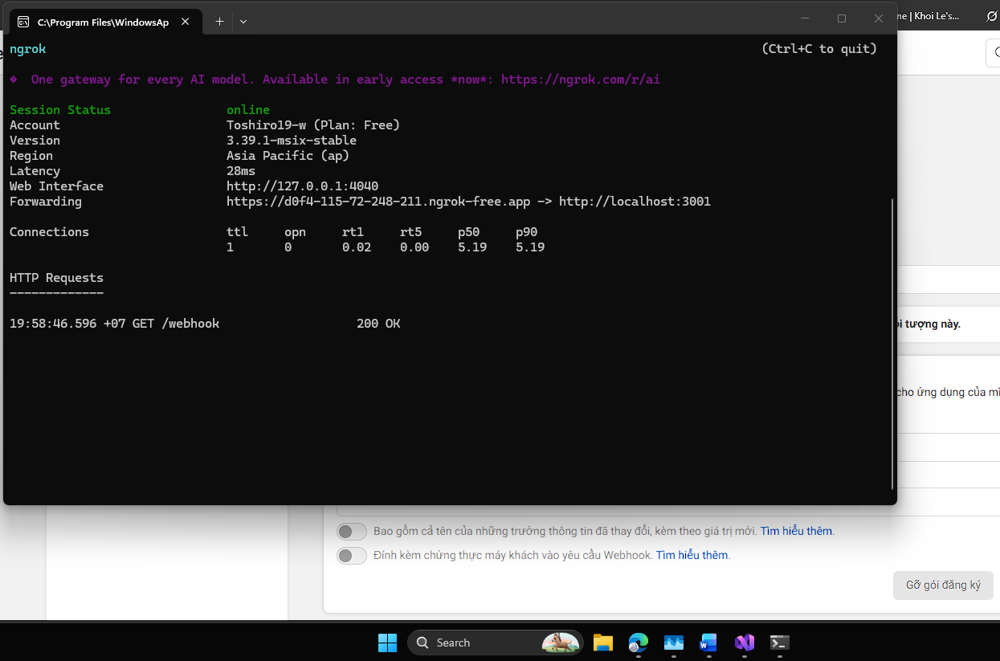 C:\Program Files\WindowsAp
ne | Khoi Le's...
ngrok (Ctrl+C to quit)
One gateway for every AI model. Available in early access *now*: https://ngrok.com/r/ai
Session Status online
Account Toshiro19-w (Plan: Free)
Version 3.39.1-msix-stable
Region Asia Pacific (ap)
Latency 28ms
Web Interface http://127.0.0.1:4040
Forwarding https://d0f4-115-72-248-211.ngrok-free.app -> http://localhost:3001
Connections ttl opn rt1 rt5 p50 p90
1 0 0.02 0.00 5.19 5.19
HTTP Requests
-------------
19:58:46.596 +07 GET /webhook 200 OK
tượng này.
cho ứng dụng của
Bao gồm cả tên của những trường thông tin đã thay đổi, kèm theo giá trị mới. Tìm hiểu thêm.
Đính kèm chứng thực máy khách vào yêu cầu Webhook. Tìm hiểu thêm.
Gỡ gói đăng ký
Search